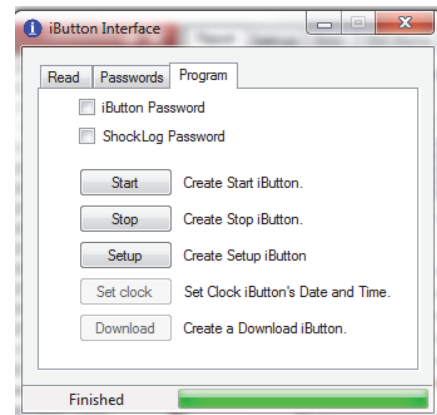 iButton Interface
Read Passwords Program
iButton Password
ShockLog Password
Start Create Start iButton.
Stop Create Stop iButton.
Setup Create Setup iButton
Set clock Set Clock iButton's Date and Time.
Download Create a Download iButton.
Finished